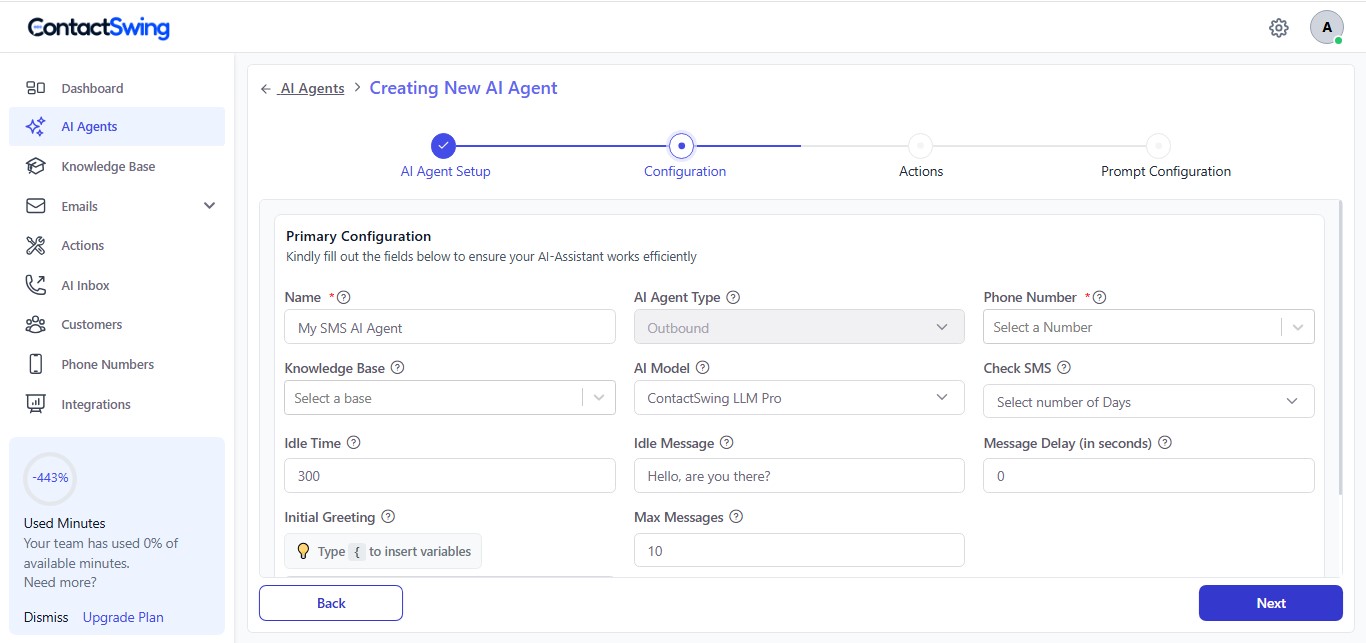 ContactSwing
A
Dashboard
AI Agents
Knowledge Base
Emails
Actions
AI Inbox
Customers
Phone Numbers
Integrations
-443%
Used Minutes
Your team has used 0% of
available minutes.
Need more?
Dismiss Upgrade Plan
← AI Agents > Creating New AI Agent
AI Agent Setup Configuration Actions Prompt Configuration
Primary Configuration
Kindly fill out the fields below to ensure your AI-Assistant works efficiently
Name * AI Agent Type Phone Number *
My SMS AI Agent Outbound Select a Number
Knowledge Base AI Model Check SMS
Select a base ContactSwing LLM Pro Select number of Days
Idle Time Idle Message Message Delay (in seconds)
300 Hello, are you there? 0
Initial Greeting Max Messages
Type { to insert variables 10
Back Next